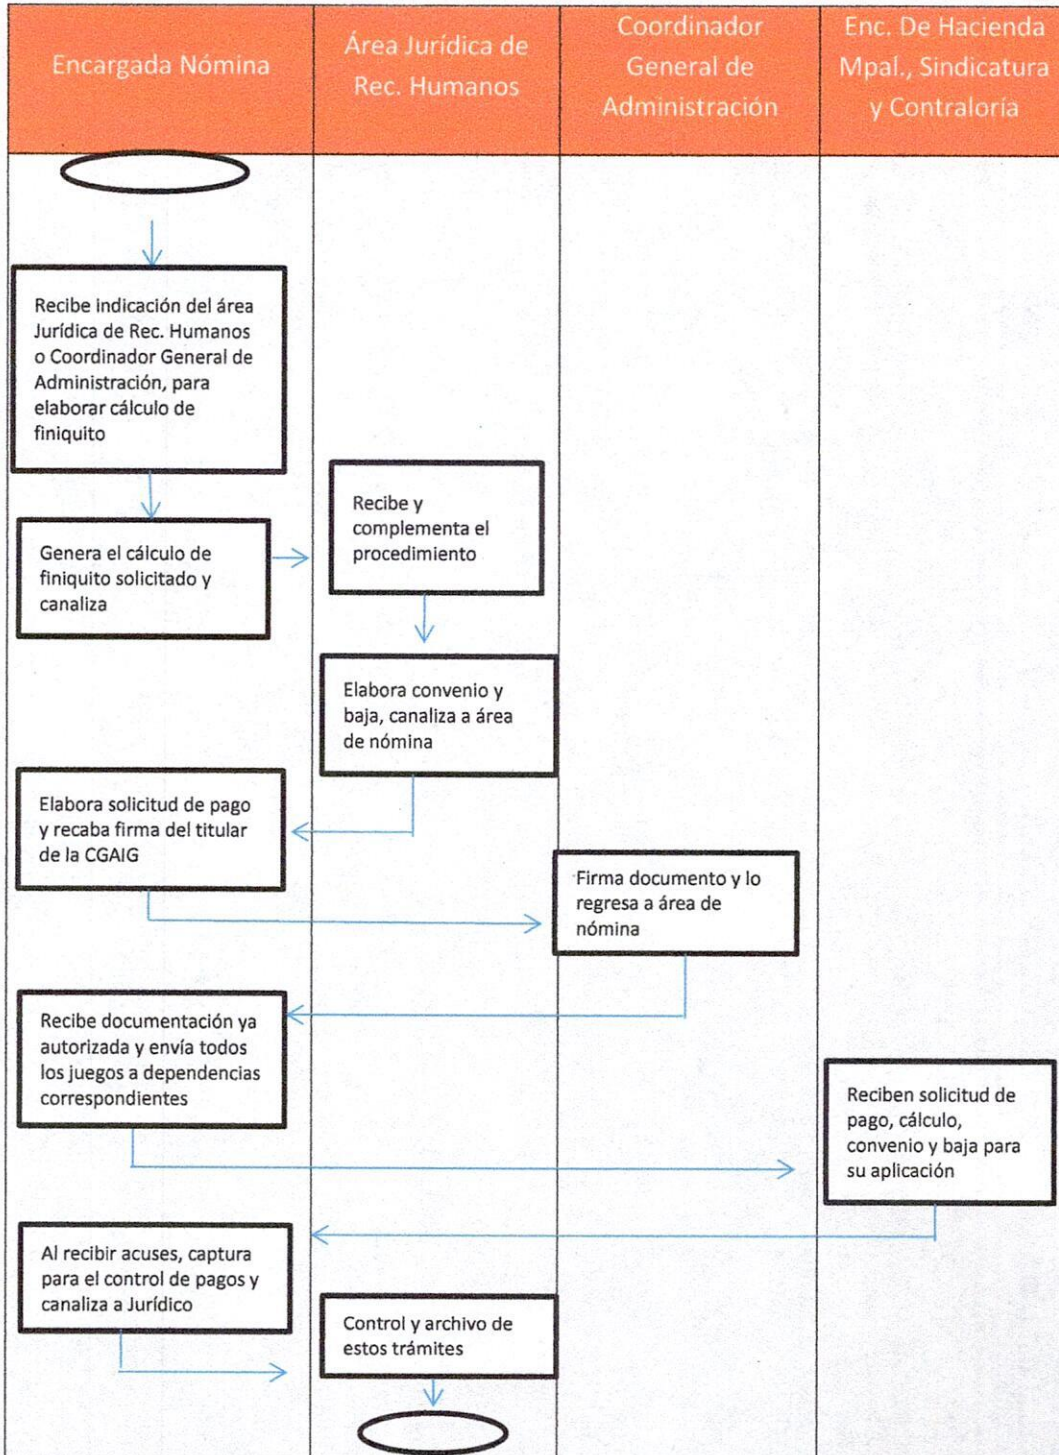 Encargada Nómina
Área Jurídica de
Rec. Humanos
Coordinador
General de
Administración
Enc. De Hacienda
Mpal., Sindicatura
y Contraloría
Recibe indicación del área
Jurídica de Rec. Humanos
o Coordinador General de
Administración, para
elaborar cálculo de
finiquito
Genera el cálculo de
finiquito solicitado y
canaliza
Recibe y
complementa el
procedimiento
Elabora convenio y
baja, canaliza a área
de nómina
Elabora solicitud de pago
y recaba firma del titular
de la CGAIG
Firma documento y lo
regresa a área de
nómina
Recibe documentación ya
autorizada y envía todos
los juegos a dependencias
correspondientes
Reciben solicitud de
pago, cálculo,
convenio y baja para
su aplicación
Al recibir acuses, captura
para el control de pagos y
canaliza a Jurídico
Control y archivo de
estos trámites